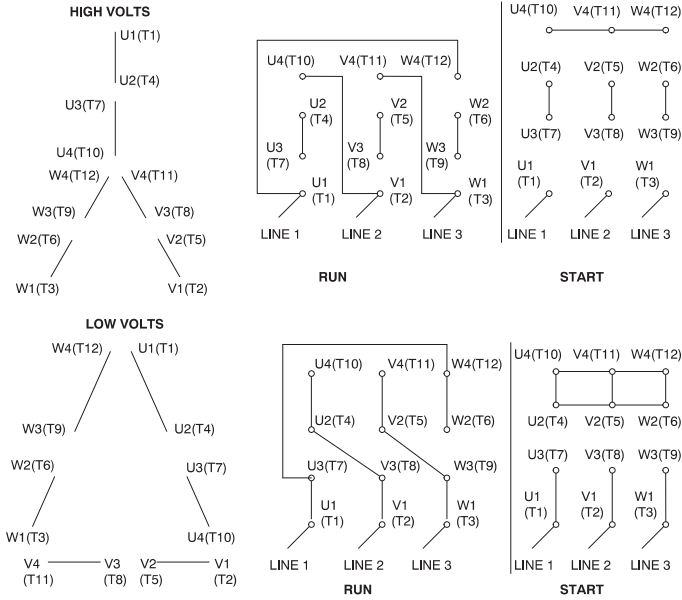 HIGH VOLTS
U1(T1)
U2(T4)
U3(T7)
U4(T10)
W4(T12) V4(T11)
W3(T9) V3(T8)
W2(T6) V2(T5)
W1(T3) V1(T2)
U4(T10) V4(T11) W4(T12)
U2 (T4) V2 (T5) W2 (T6)
U3 (T7) V3 (T8) W3 (T9)
U1 (T1) V1 (T2) W1 (T3)
LINE 1 LINE 2 LINE 3
RUN
U4(T10) V4(T11) W4(T12)
U2(T4) V2(T5) W2(T6)
U3(T7) V3(T8) W3(T9)
U1 (T1) V1 (T2) W1 (T3)
LINE 1 LINE 2 LINE 3
START
LOW VOLTS
W4(T12) U1(T1)
W3(T9) U2(T4)
W2(T6) U3(T7)
W1(T3) U4(T10)
V4 (T11) V3 (T8) V2 (T5) V1 (T2)
U4(T10) V4(T11) W4(T12)
U2(T4) V2(T5) W2(T6)
U3(T7) V3(T8) W3(T9)
U1 (T1) V1 (T2) W1 (T3)
LINE 1 LINE 2 LINE 3
RUN
U4(T10) V4(T11) W4(T12)
U2(T4) V2(T5) W2(T6)
U3(T7) V3(T8) W3(T9)
U1 (T1) V1 (T2) W1 (T3)
LINE 1 LINE 2 LINE 3
START